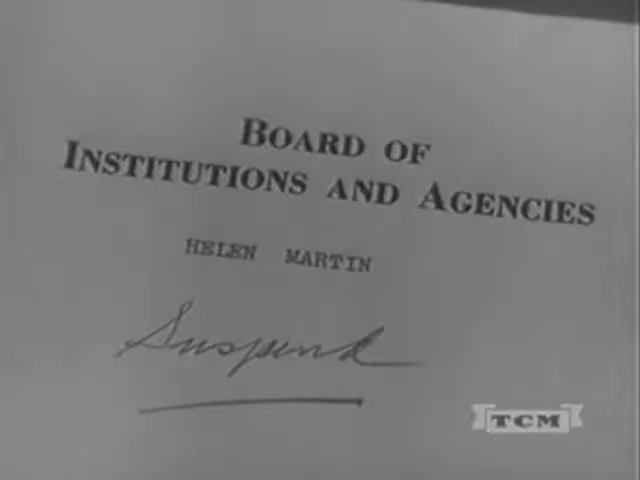 BOARD OF
INSTITUTIONS AND AGENCIES
HELEN MARTIN
Suspend
TCM